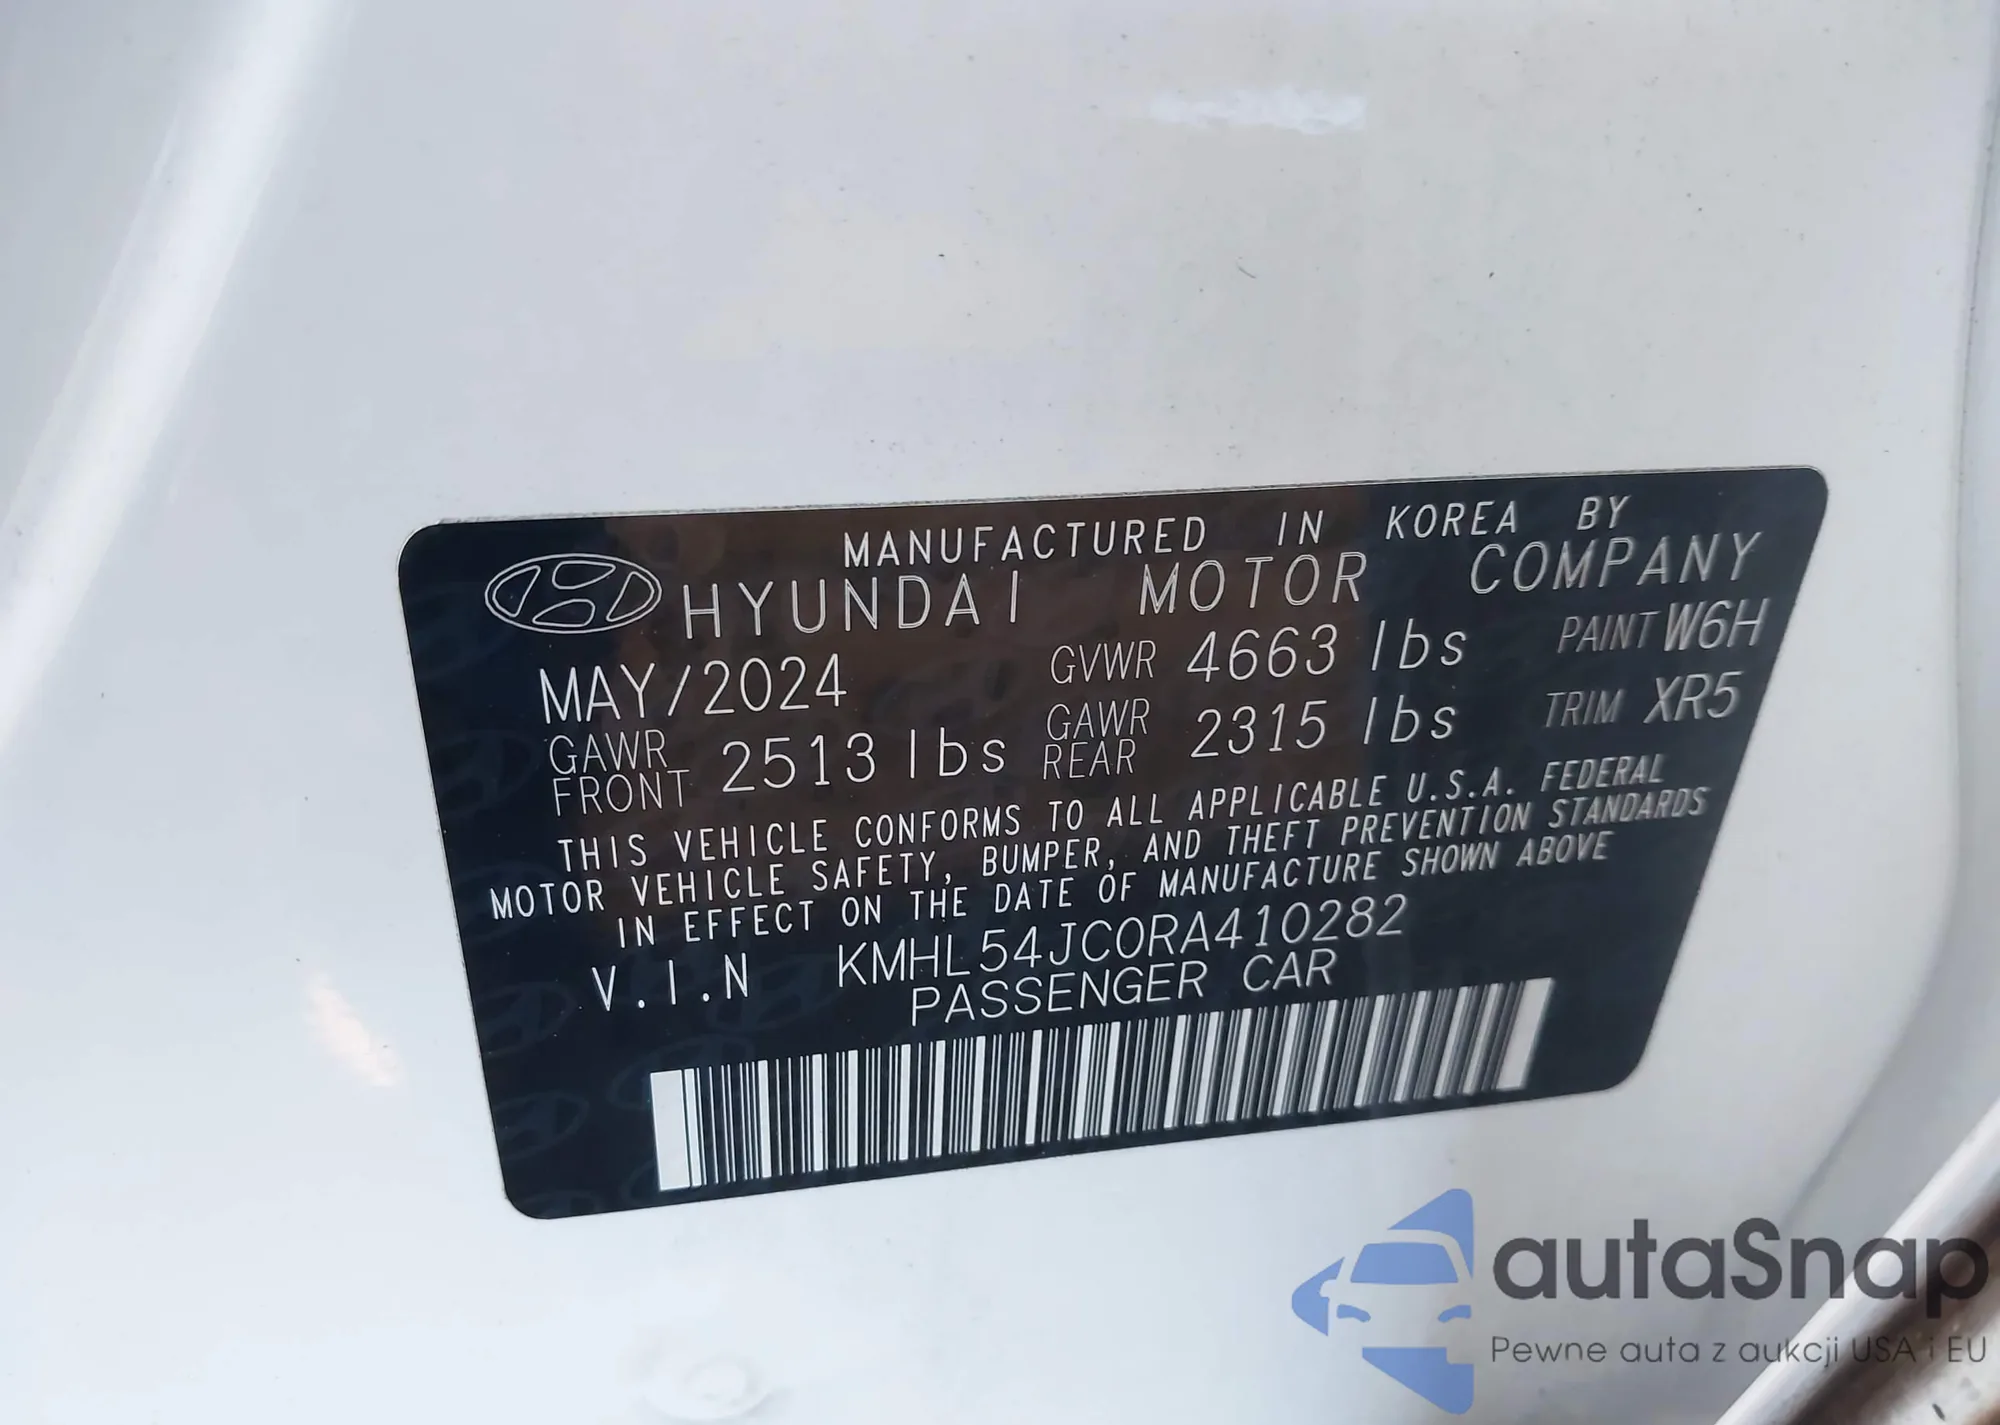 MANUFACTURED IN KOREA BY
HYUNDAI MOTOR COMPANY
MAY/2024 GVWR 4663 lbs PAINT W6H
GAWR FRONT 2513 lbs GAWR REAR 2315 lbs TRIM XR5
THIS VEHICLE CONFORMS TO ALL APPLICABLE U.S.A. FEDERAL
MOTOR VEHICLE SAFETY, BUMPER, AND THEFT PREVENTION STANDARDS
IN EFFECT ON THE DATE OF MANUFACTURE SHOWN ABOVE
V.I.N KMHL54JC0RA410282
PASSENGER CAR
autaSnap
Pewne auta z aukcji USA i EU